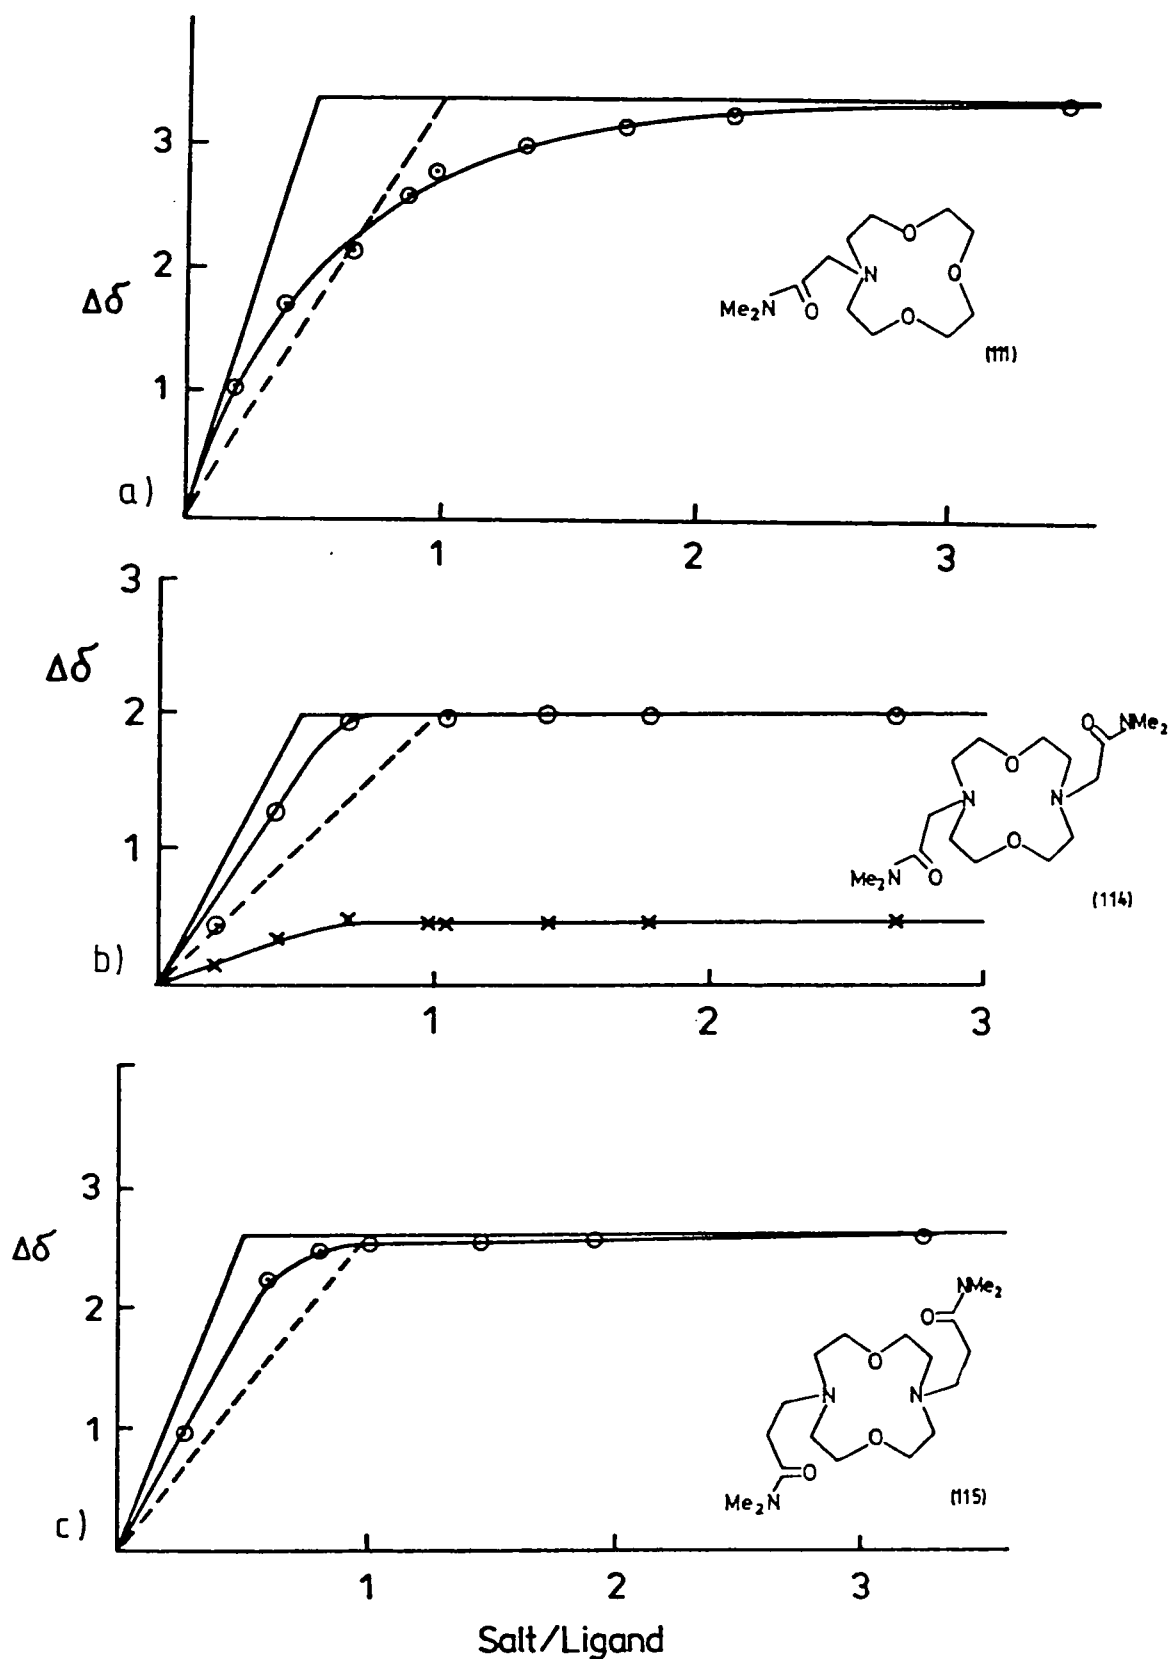 3
2
Δδ
1
a)
1 2 3
O
O
N
O
O
Me₂N
(111)
3
Δδ
2
1
b)
1 2 3
O NMe₂
O
N N
O
Me₂N O
(114)
3
Δδ
2
1
c)
1 2 3
NMe₂
O
O
N N
O
O
Me₂N
(115)
Salt/Ligand